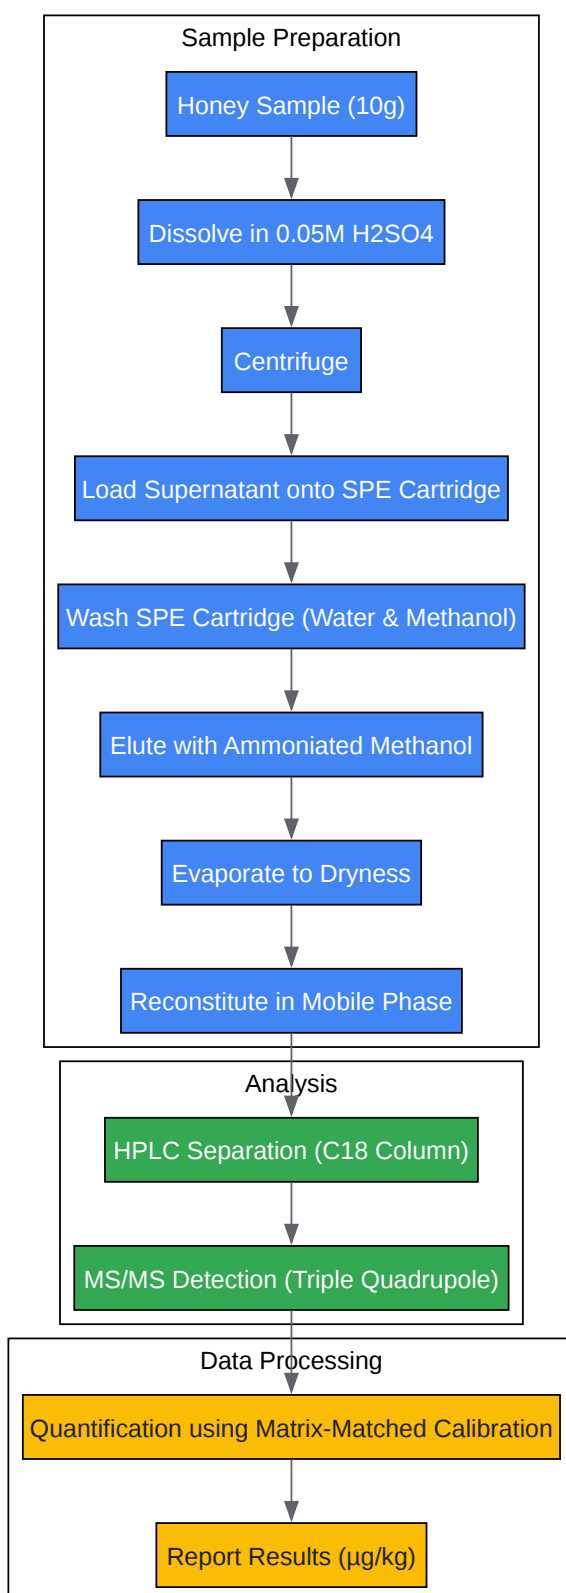 Sample Preparation
Honey Sample (10g)
Dissolve in 0.05M H2SO4
Centrifuge
Load Supernatant onto SPE Cartridge
Wash SPE Cartridge (Water & Methanol)
Elute with Ammoniated Methanol
Evaporate to Dryness
Reconstitute in Mobile Phase
Analysis
HPLC Separation (C18 Column)
MS/MS Detection (Triple Quadrupole)
Data Processing
Quantification using Matrix-Matched Calibration
Report Results (µg/kg)